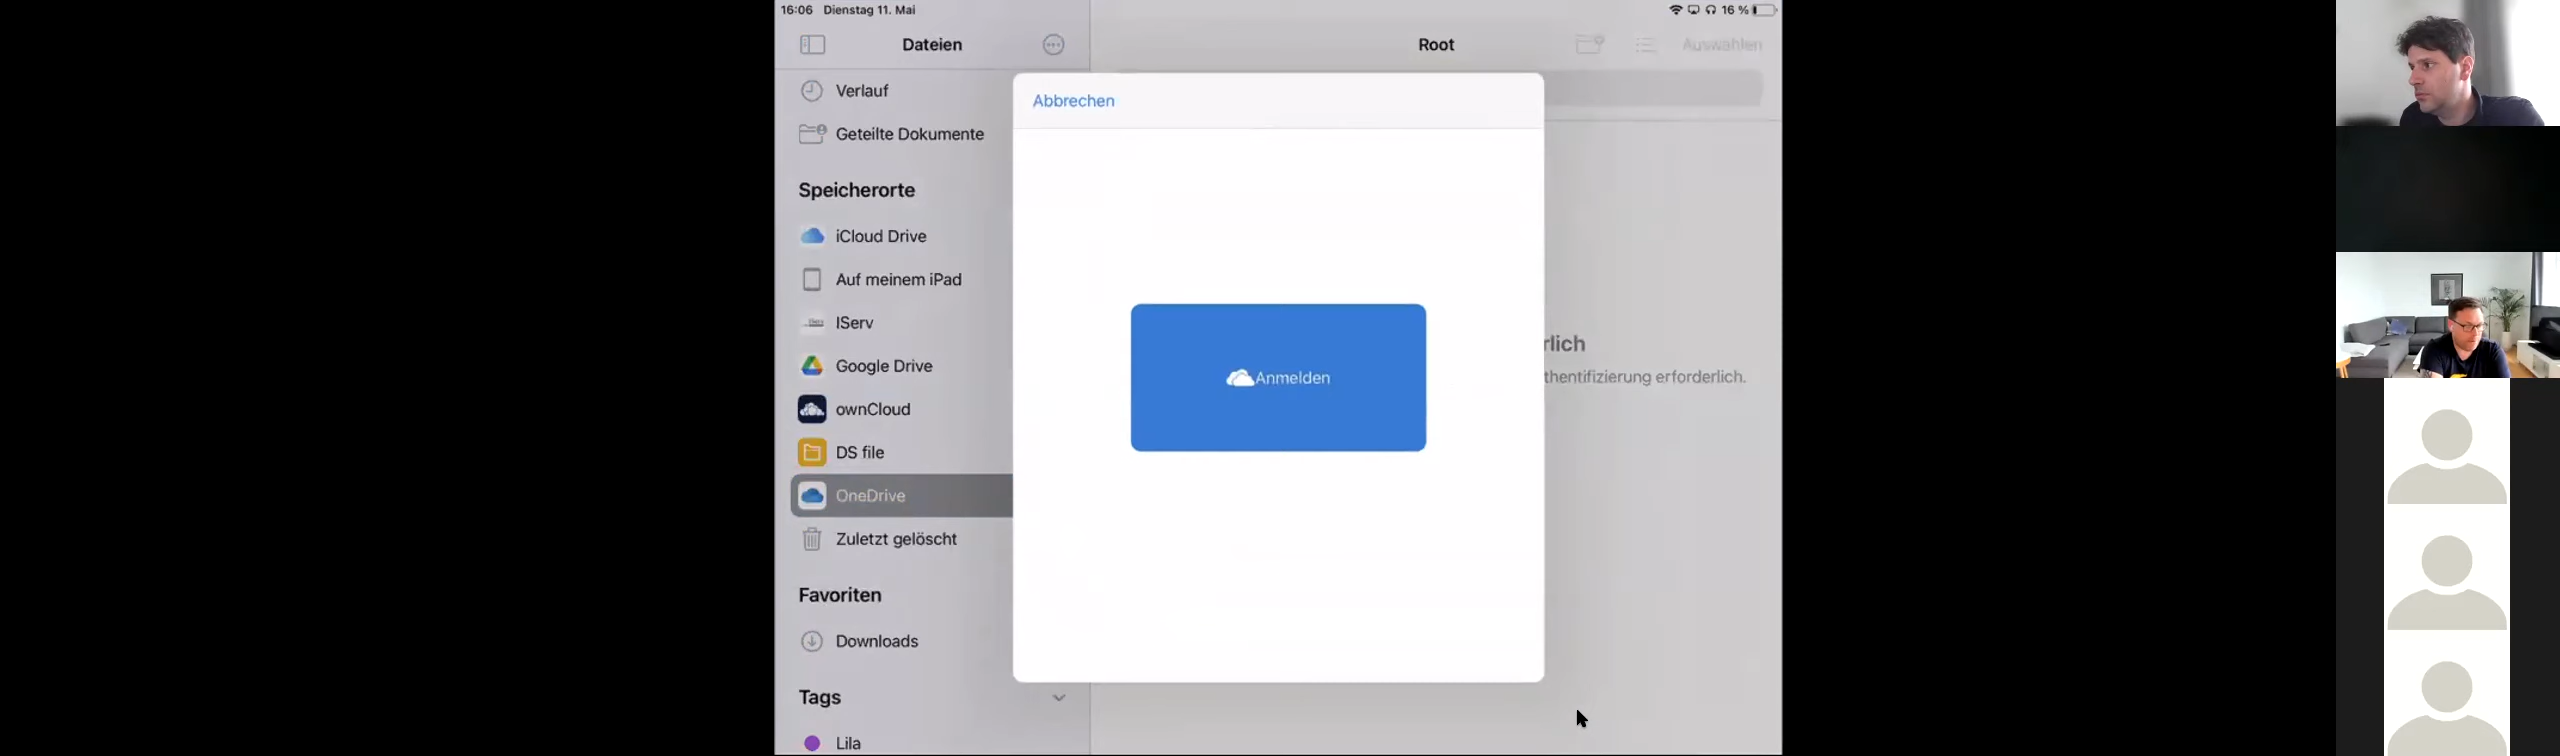 16:06 Dienstag 11. Mai
16 %
Dateien
Root
Auswählen
Verlauf
Abbrechen
Geteilte Dokumente
Speicherorte
iCloud Drive
Auf meinem iPad
IServ
rlich
Google Drive
Anmelden
thentifizierung erforderlich.
ownCloud
DS file
OneDrive
Zuletzt gelöscht
Favoriten
Downloads
Tags
Lila